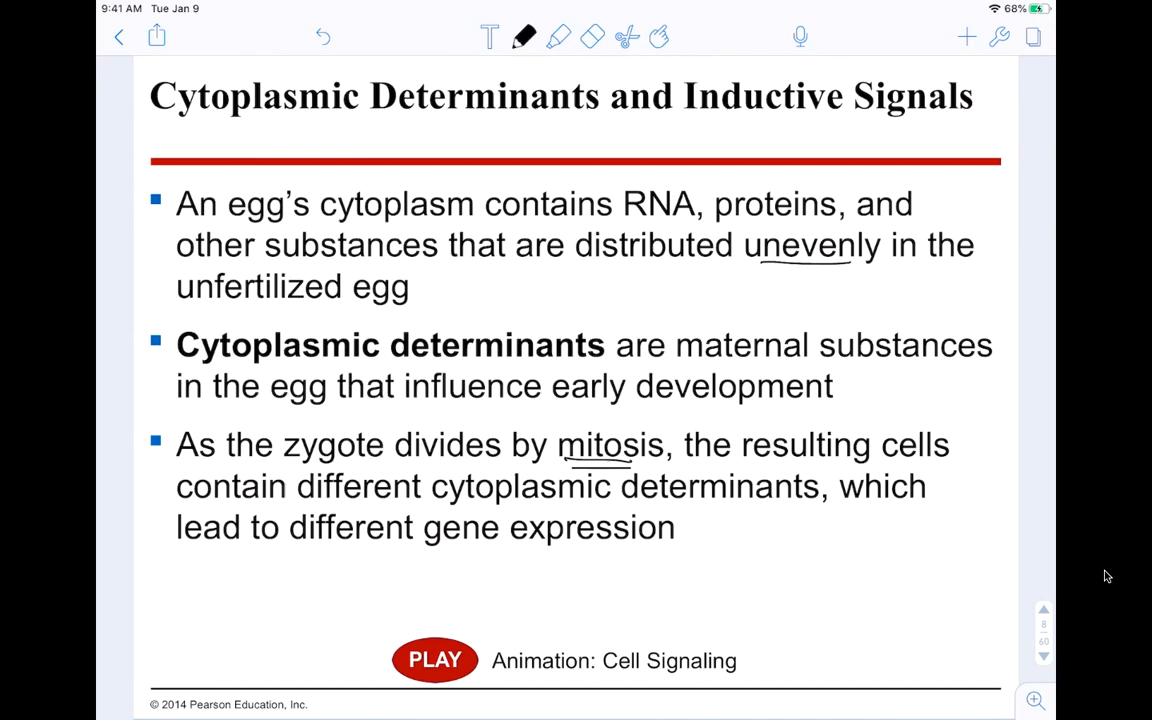 9:41 AM Tue Jan 9
68%
T
Cytoplasmic Determinants and Inductive Signals
An egg’s cytoplasm contains RNA, proteins, and
other substances that are distributed unevenly in the
unfertilized egg
Cytoplasmic determinants are maternal substances
in the egg that influence early development
As the zygote divides by mitosis, the resulting cells
contain different cytoplasmic determinants, which
lead to different gene expression
8
60
PLAY Animation: Cell Signaling
© 2014 Pearson Education, Inc.